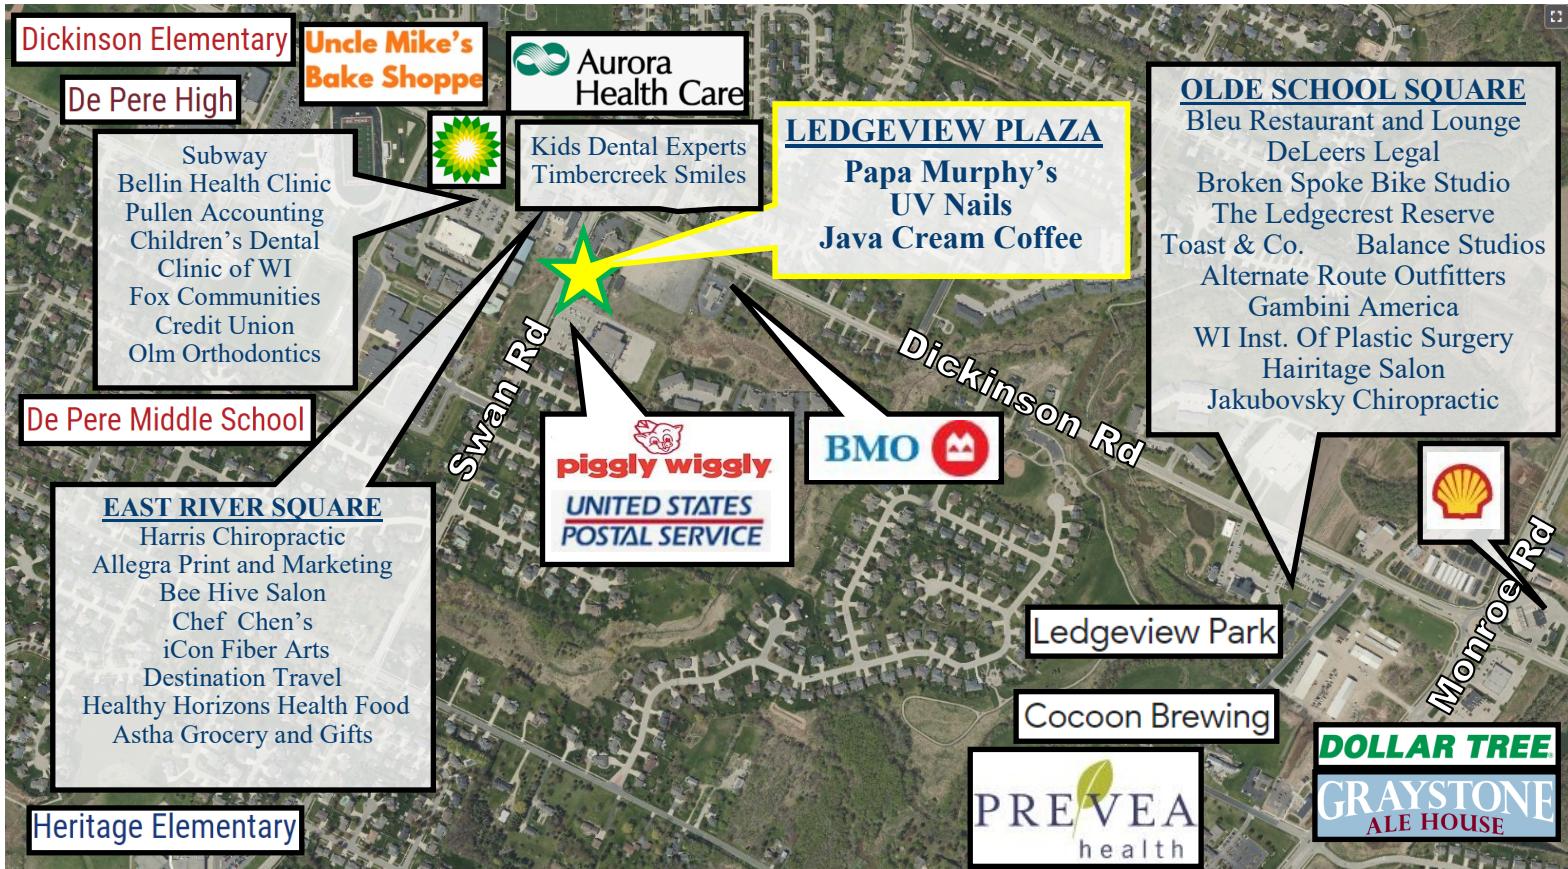 Dickinson Elementary
De Pere High
Uncle Mike's
Bake Shoppe
Aurora
Health Care
Subway
Bellin Health Clinic
Pullen Accounting
Children’s Dental
Clinic of WI
Fox Communities
Credit Union
Olm Orthodontics
Kids Dental Experts
Timbercreek Smiles
LEDGEVIEW PLAZA
Papa Murphy’s
UV Nails
Java Cream Coffee
OLDE SCHOOL SQUARE
Bleu Restaurant and Lounge
DeLeers Legal
Broken Spoke Bike Studio
The Ledgecrest Reserve
Toast & Co. Balance Studios
Alternate Route Outfitters
Gambini America
WI Inst. Of Plastic Surgery
Hairitage Salon
Jakubovsky Chiropractic
De Pere Middle School
Swan Rd
Dickinson Rd
piggly wiggly
UNITED STATES
POSTAL SERVICE
BMO
EAST RIVER SQUARE
Harris Chiropractic
Allegra Print and Marketing
Bee Hive Salon
Chef Chen’s
iCon Fiber Arts
Destination Travel
Healthy Horizons Health Food
Astha Grocery and Gifts
Heritage Elementary
Monroe Rd
Ledgeview Park
Cocoon Brewing
PREVEA
health
DOLLAR TREE
GRAYSTONE
ALE HOUSE